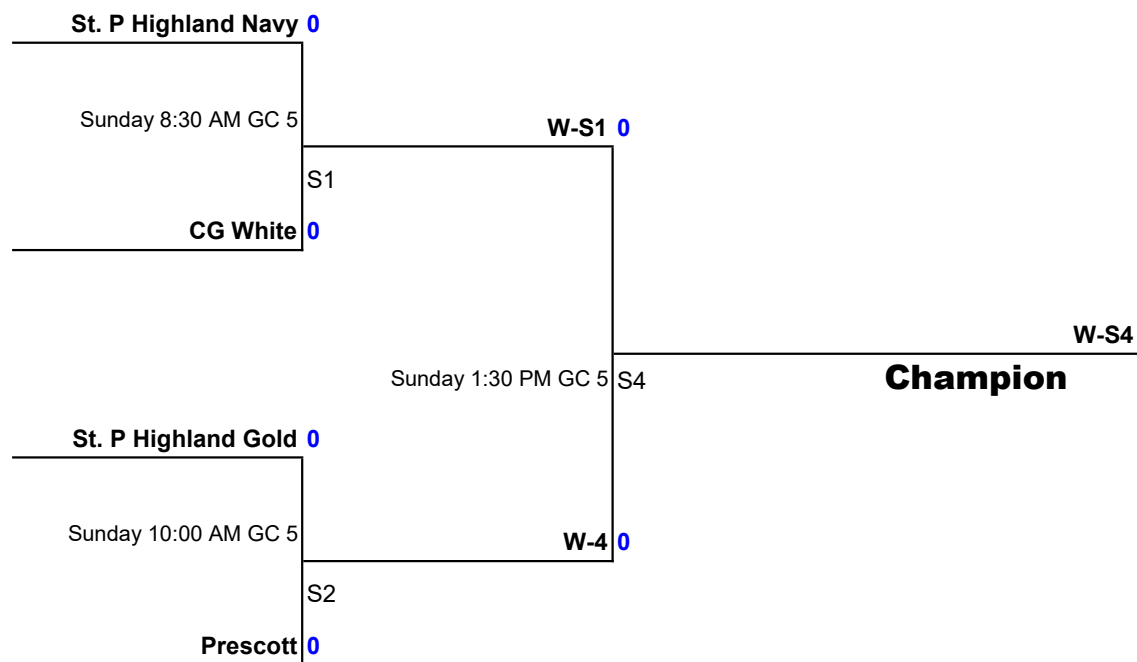 St. P Highland Navy 0
Sunday 8:30 AM GC 5
W-S1 0
S1
CG White 0
W-S4
Sunday 1:30 PM GC 5 S4
Champion
St. P Highland Gold 0
Sunday 10:00 AM GC 5
W-4 0
S2
Prescott 0